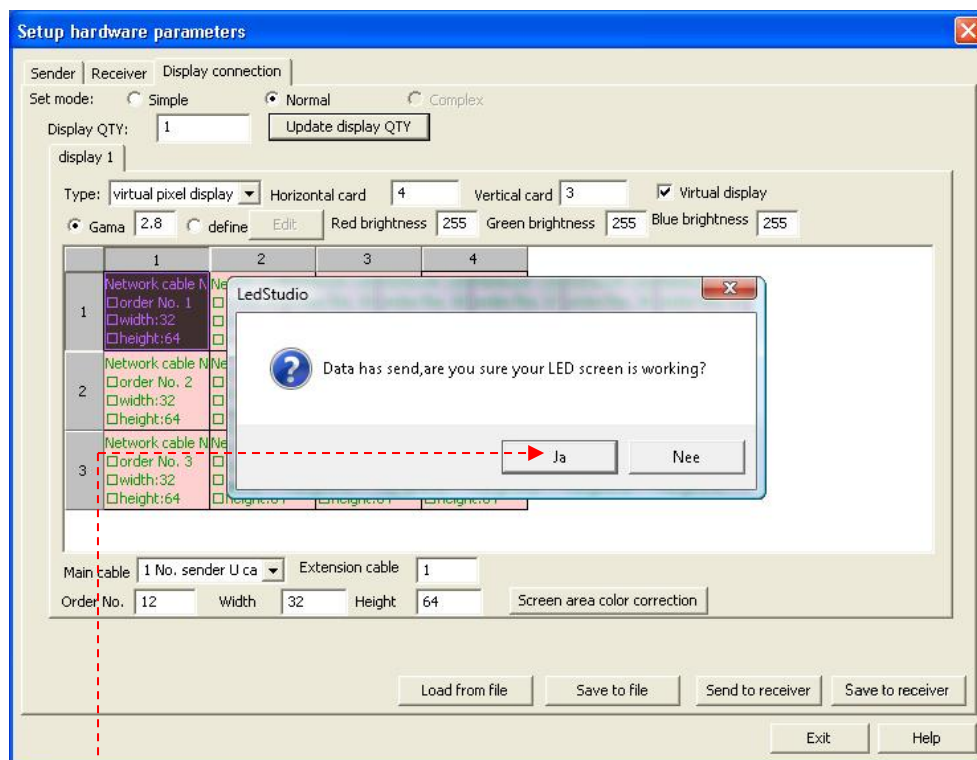 Setup hardware parameters
Sender Receiver Display connection
Set mode: Simple Normal Complex
Display QTY: 1 Update display QTY
display 1
Type: virtual pixel display Horizontal card 4 Vertical card 3 Virtual display
Gama 2.8 define Edit Red brightness 255 Green brightness 255 Blue brightness 255
1 2 3 4
1
Network cable N
order No. 1
width:32
height:64
2
Network cable N
order No. 2
width:32
height:64
3
Network cable N
order No. 3
width:32
height:64
LedStudio
Data has send,are you sure your LED screen is working?
Ja Nee
Main cable 1 No. sender U ca Extension cable 1
Order No. 12 Width 32 Height 64 Screen area color correction
Load from file Save to file Send to receiver Save to receiver
Exit Help